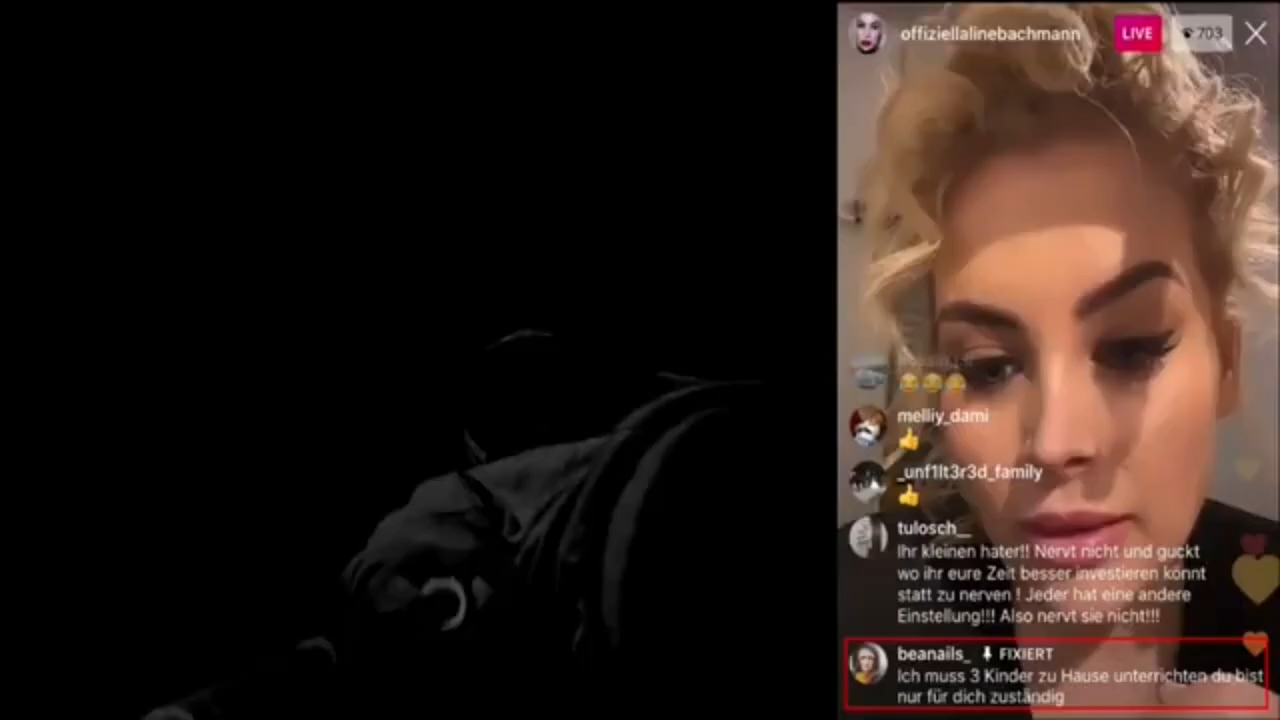 offiziellalinebachmann LIVE 703
😂😂😂
melliy_dami
👍
_unf1lt3r3d_family
👍
tulosch__
Ihr kleinen hater!! Nervt nicht und guckt
wo ihr eure Zeit besser investieren könnt
statt zu nerven ! Jeder hat eine andere
Einstellung!!! Also nervt sie nicht!!!
beanails_ FIXIERT
Ich muss 3 Kinder zu Hause unterrichten du bist
nur für dich zuständig